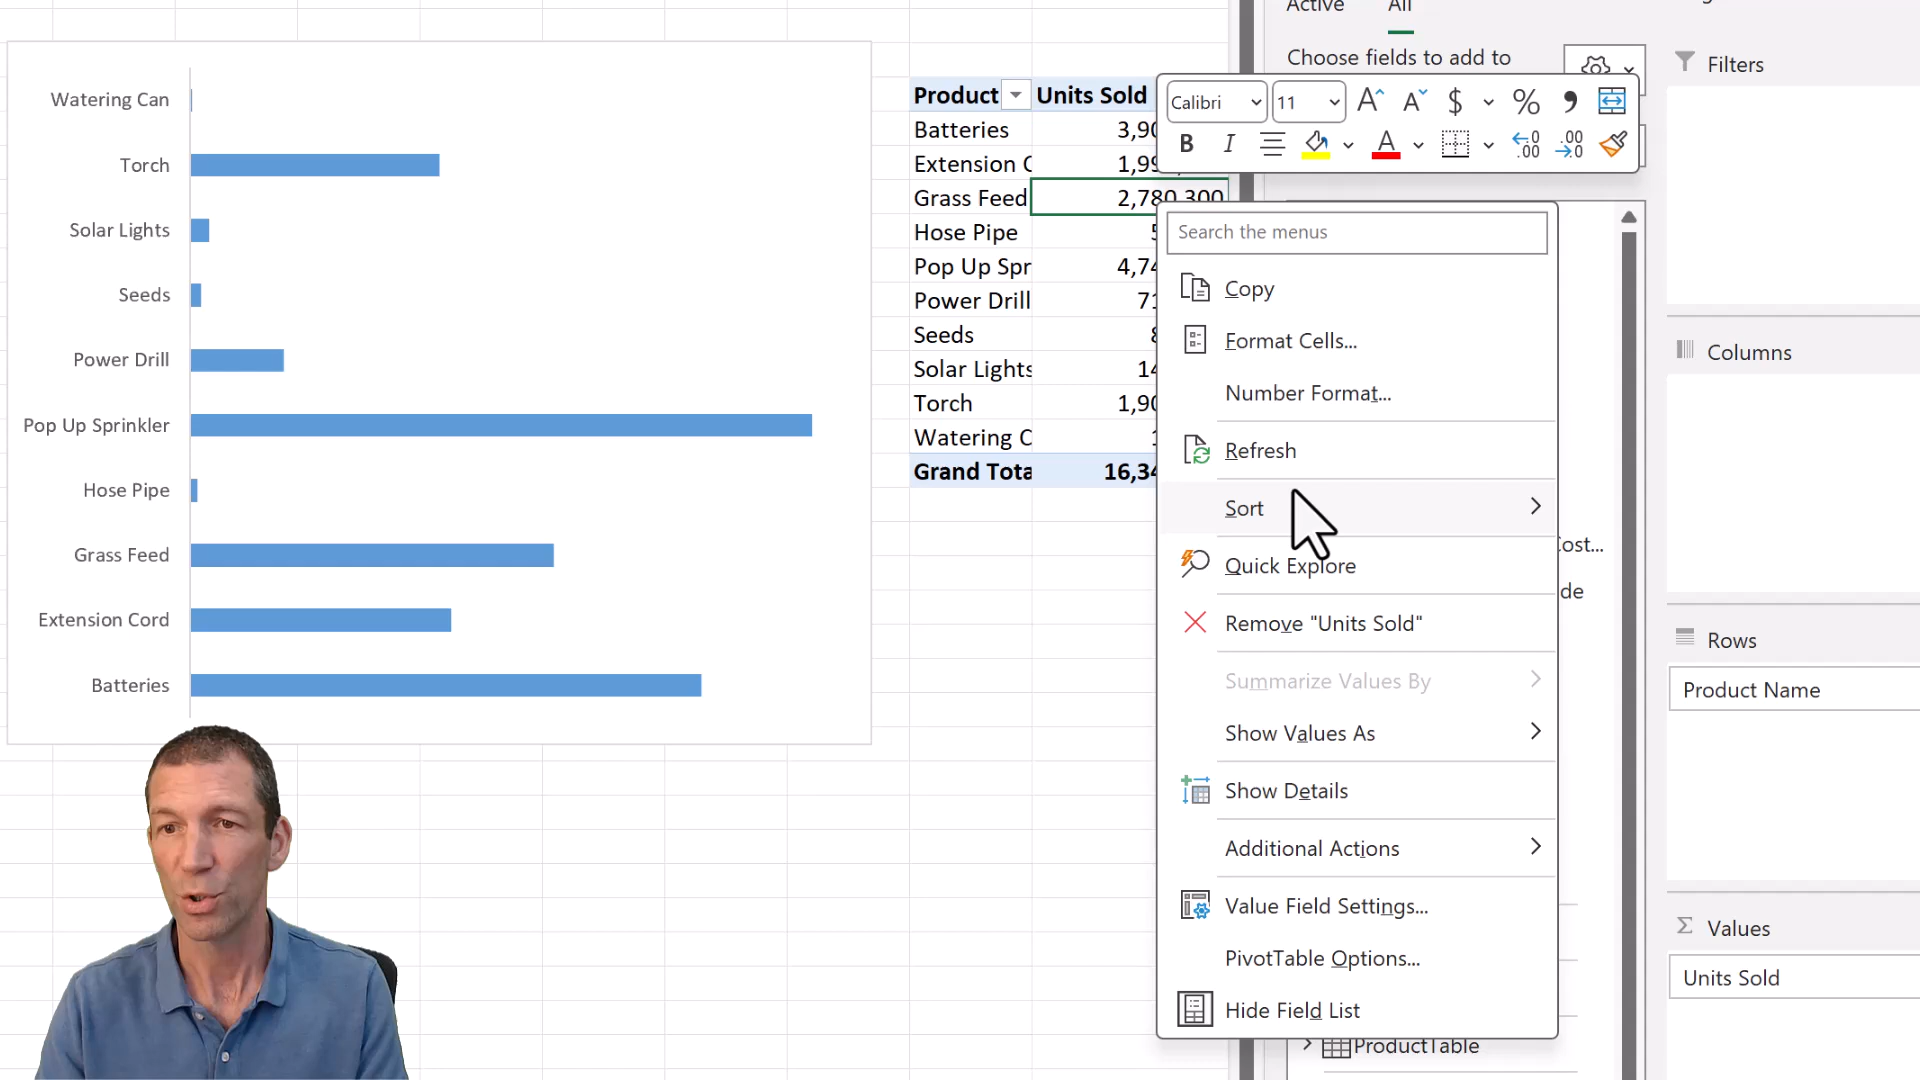 Active All
Choose fields to add to
Filters
Calibri 11
$ %
B I A
Product Units Sold
Batteries
Extension C
Grass Feed 2,780,300
Hose Pipe
Pop Up Spr
Power Drill
Seeds
Solar Lights
Torch
Watering C
Grand Tota
Watering Can
Torch
Solar Lights
Seeds
Power Drill
Pop Up Sprinkler
Hose Pipe
Grass Feed
Extension Cord
Batteries
Search the menus
Copy
Format Cells...
Number Format...
Refresh
Sort
Quick Explore
Remove "Units Sold"
Summarize Values By
Show Values As
Show Details
Additional Actions
Value Field Settings...
PivotTable Options...
Hide Field List
ProductTable
Columns
Rows
Product Name
Σ Values
Units Sold